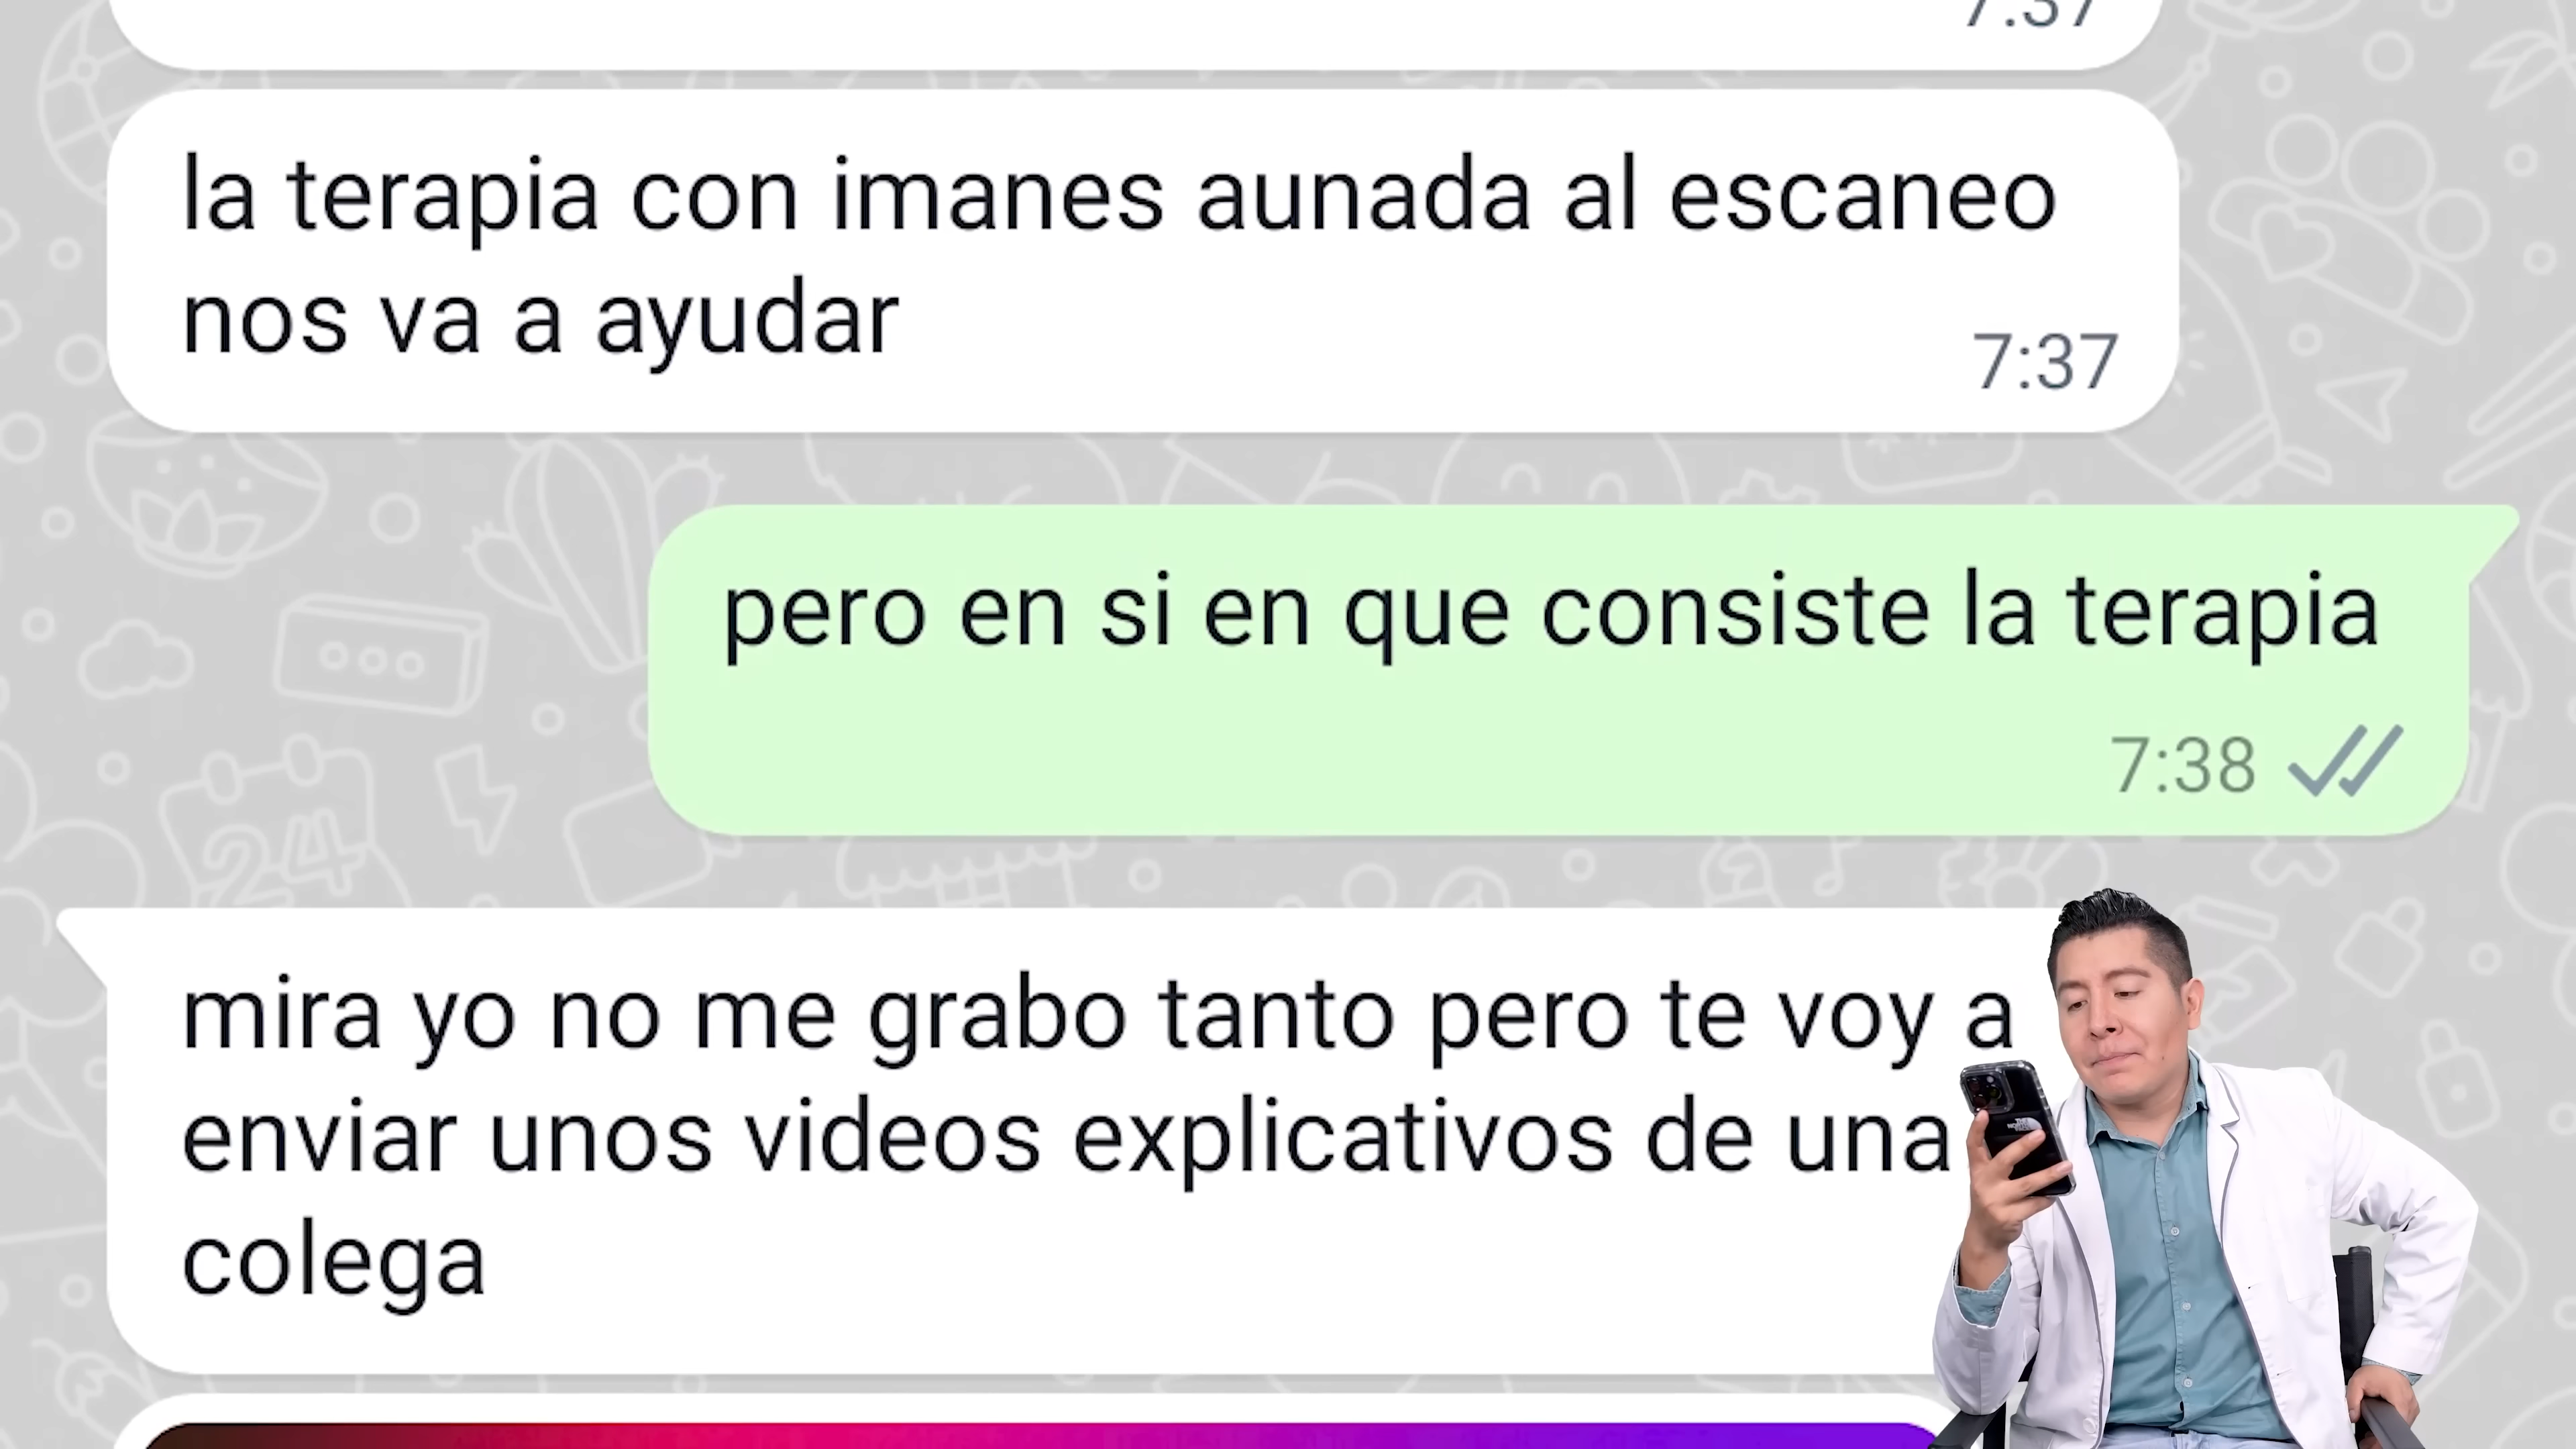 7:37
la terapia con imanes aunada al escaneo
nos va a ayudar
7:37
pero en si en que consiste la terapia
7:38
mira yo no me grabo tanto pero te voy a
enviar unos videos explicativos de una
colega